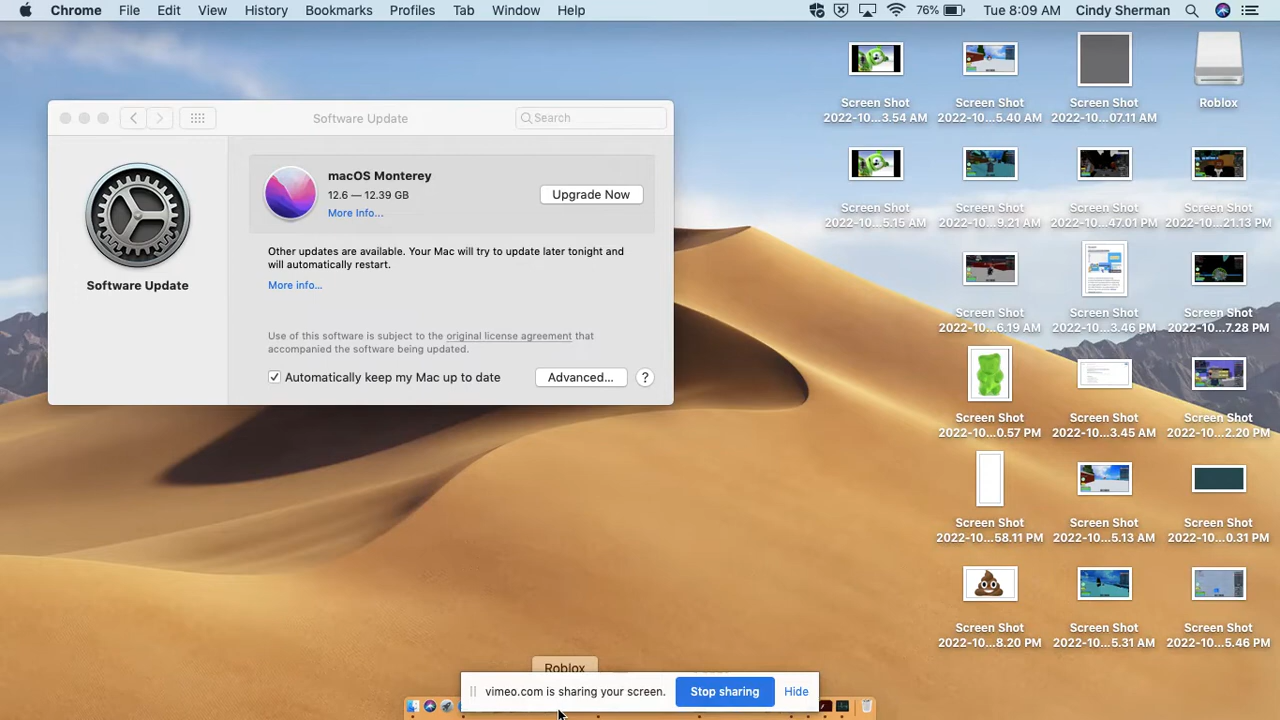 Chrome File Edit View History Bookmarks Profiles Tab Window Help 76% Tue 8:09 AM Cindy Sherman
Software Update
Search
macOS Monterey
12.6 — 12.39 GB
More Info...
Upgrade Now
Other updates are available. Your Mac will try to update later tonight and
will automatically restart.
More info...
Software Update
Use of this software is subject to the original license agreement that
accompanied the software being updated.
Automatically keep my Mac up to date
Advanced...
?
Screen Shot
2022-10...3.54 AM
Screen Shot
2022-10...5.40 AM
Screen Shot
2022-10...07.11 AM
Roblox
Screen Shot
2022-10...5.15 AM
Screen Shot
2022-10...9.21 AM
Screen Shot
2022-10...47.01 PM
Screen Shot
2022-10...21.13 PM
Screen Shot
2022-10...6.19 AM
Screen Shot
2022-10...3.46 PM
Screen Shot
2022-10...7.28 PM
Screen Shot
2022-10...0.57 PM
Screen Shot
2022-10...3.45 AM
Screen Shot
2022-10...2.20 PM
Screen Shot
2022-10...58.11 PM
Screen Shot
2022-10...5.13 AM
Screen Shot
2022-10...0.31 PM
Screen Shot
2022-10...8.20 PM
Screen Shot
2022-10...5.31 AM
Screen Shot
2022-10...5.46 PM
Roblox
vimeo.com is sharing your screen.
Stop sharing
Hide